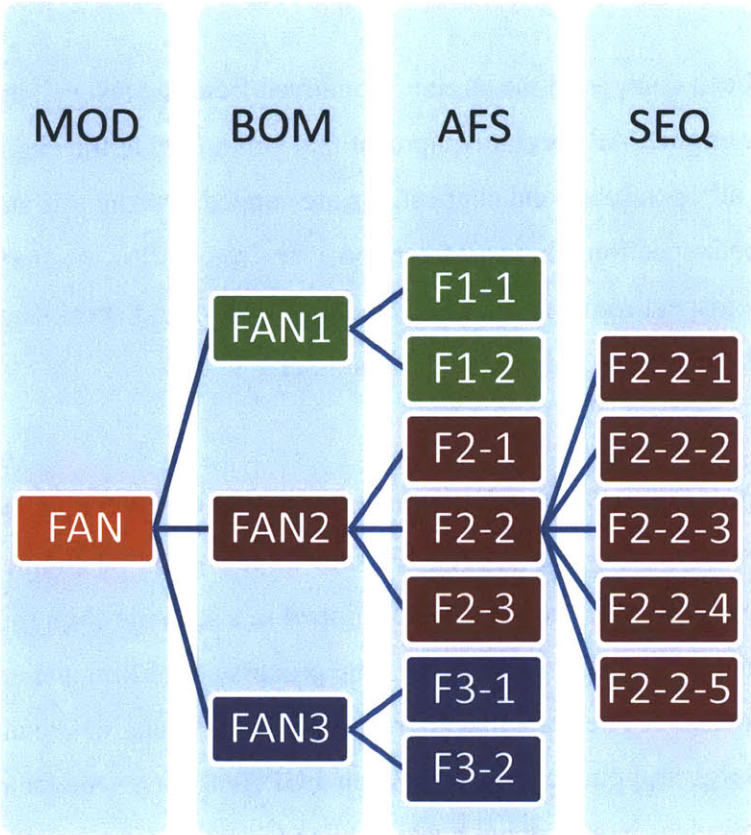 MOD BOM AFS SEQ
F1-1
FAN1
F1-2
F2-2-1
F2-1
F2-2-2
FAN
FAN2
F2-2
F2-2-3
F2-3
F2-2-4
F3-1
F2-2-5
FAN3
F3-2